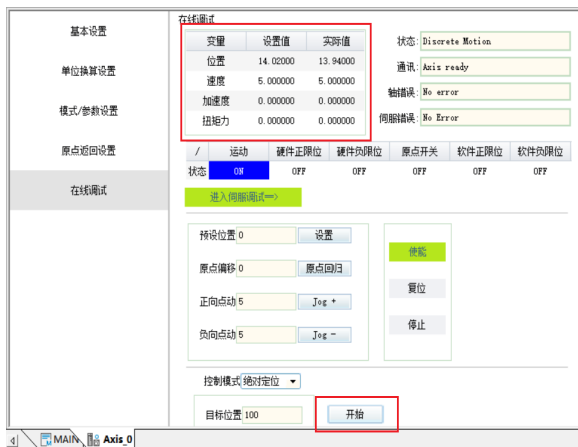 基本设置
单位换算设置
模式/参数设置
原点返回设置
在线调试
在线调试
变量 设置值 实际值
位置 14.02000 13.94000
速度 5.000000 5.000000
加速度 0.000000 0.000000
扭矩力 0.000000 0.000000
状态: Discrete Motion
通讯: Axis ready
轴错误: No error
伺服错误: No Error
/ 运动 硬件正限位 硬件负限位 原点开关 软件正限位 软件负限位
状态 ON OFF OFF OFF OFF OFF
进入伺服调试==>
预设位置 0 设置
原点偏移 0 原点回归
正向点动 5 Jog +
负向点动 5 Jog -
使能
复位
停止
控制模式 绝对定位
目标位置 100 开始
MAIN Axis_0